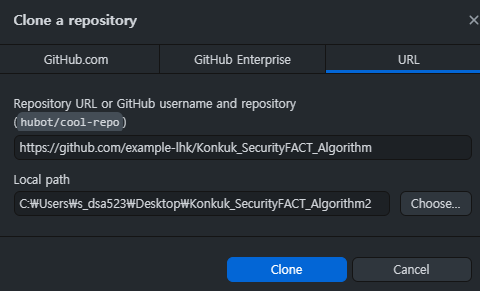 Clone a repository
GitHub.com
GitHub Enterprise
URL
Repository URL or GitHub username and repository
(hubot/cool-repo)
https://github.com/example-lhk/Konkuk_SecurityFACT_Algorithm
Local path
C:₩Users₩s_dsa523₩Desktop₩Konkuk_SecurityFACT_Algorithm2
Choose...
Clone
Cancel